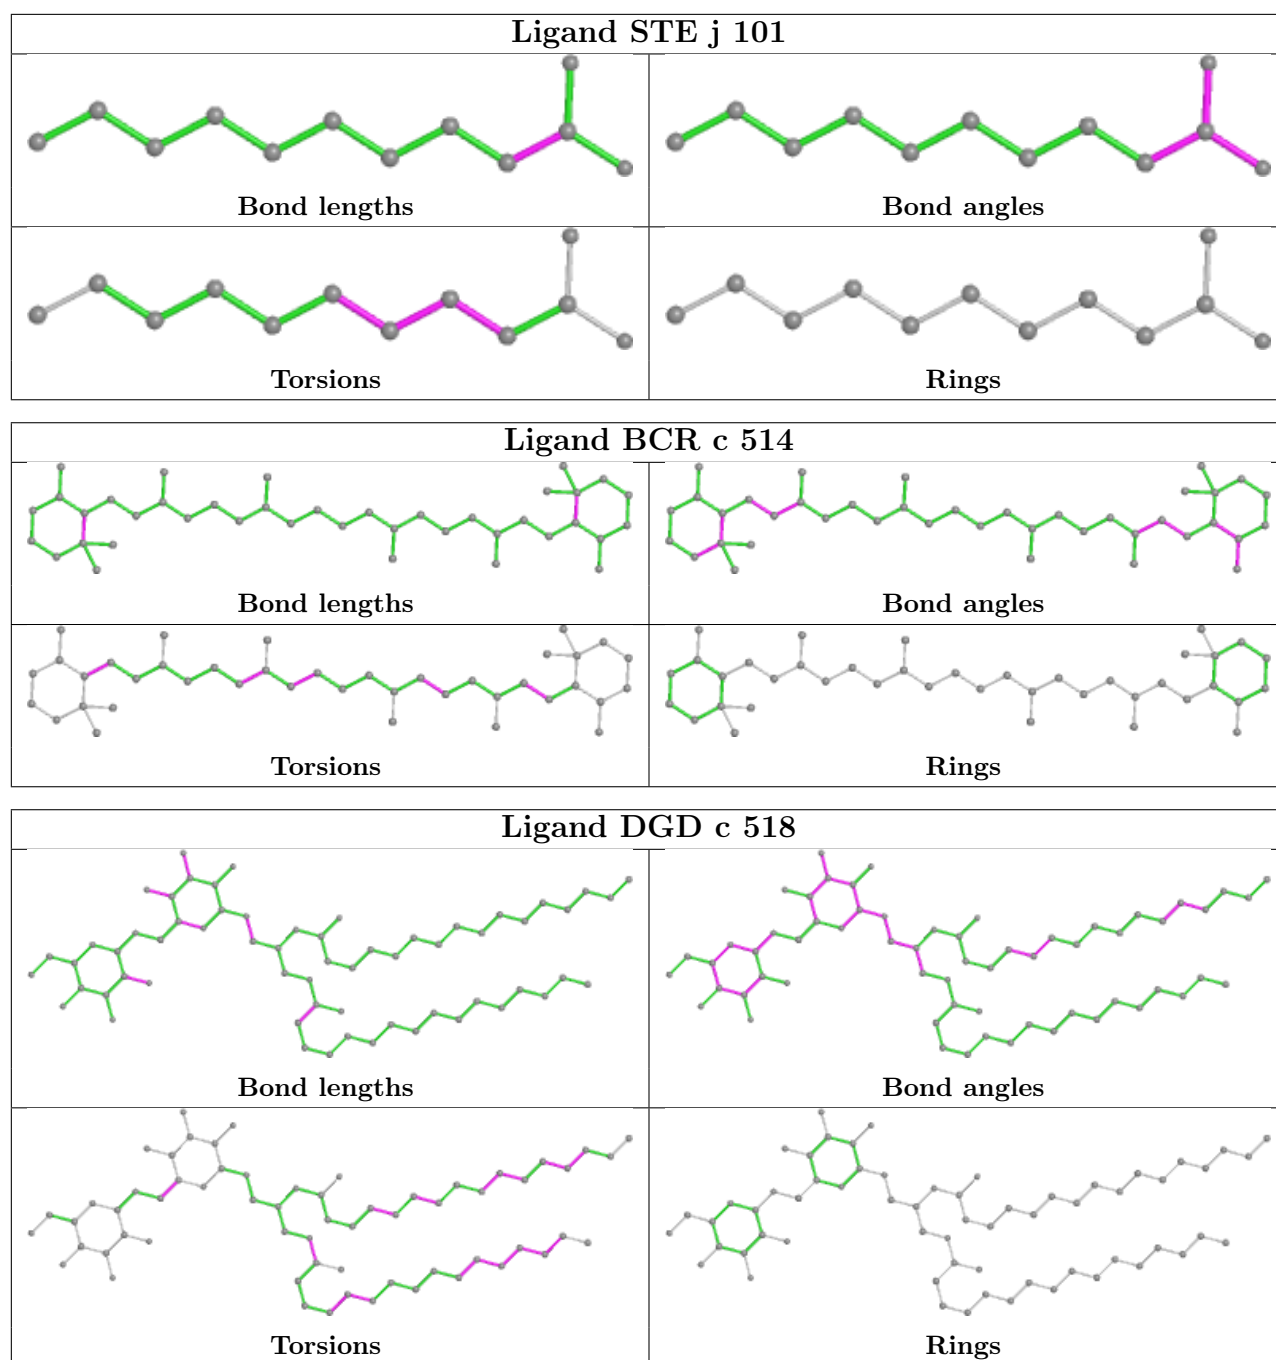 Ligand STE j 101
Bond lengths
Bond angles
Torsions
Rings
Ligand BCR c 514
Bond lengths
Bond angles
Torsions
Rings
Ligand DGD c 518
Bond lengths
Bond angles
Torsions
Rings